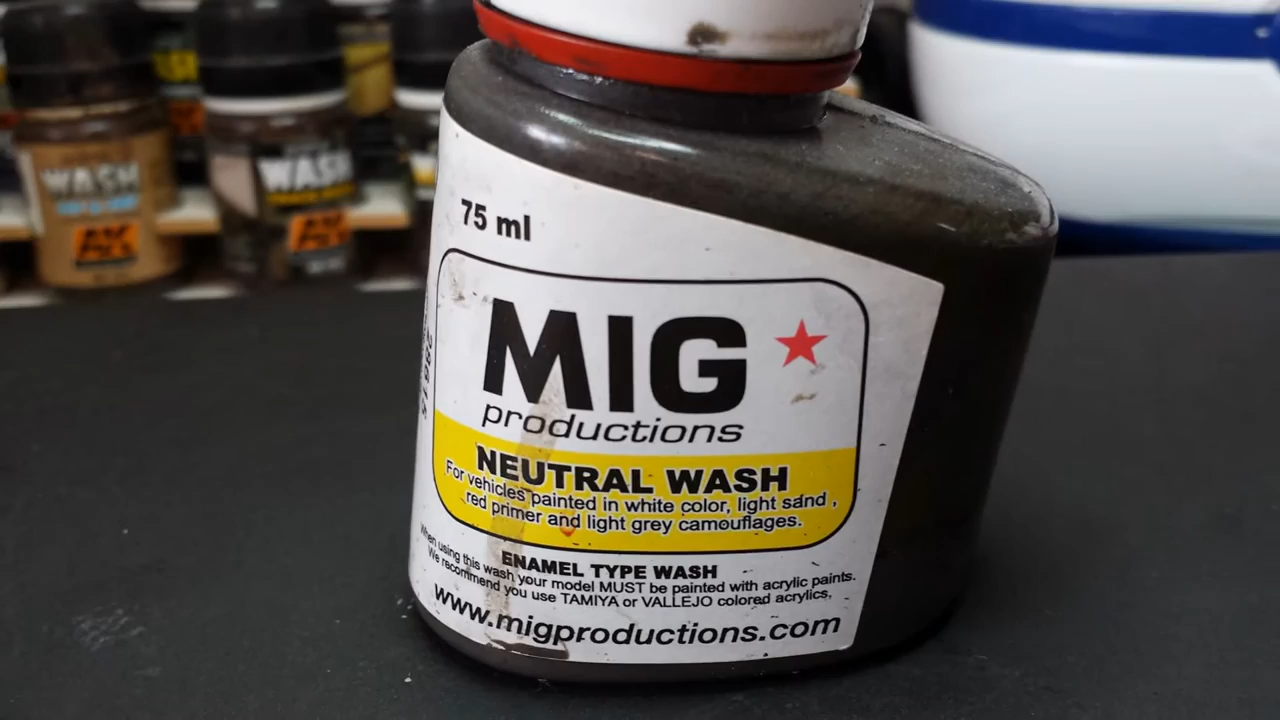 WASH
WASH
75 ml
MIG
productions
NEUTRAL WASH
For vehicles painted in white color, light sand ,
red primer and light grey camouflages.
ENAMEL TYPE WASH
When using this wash your model MUST be painted with acrylic paints.
We recommend you use TAMIYA or VALLEJO colored acrylics,
www.migproductions.com